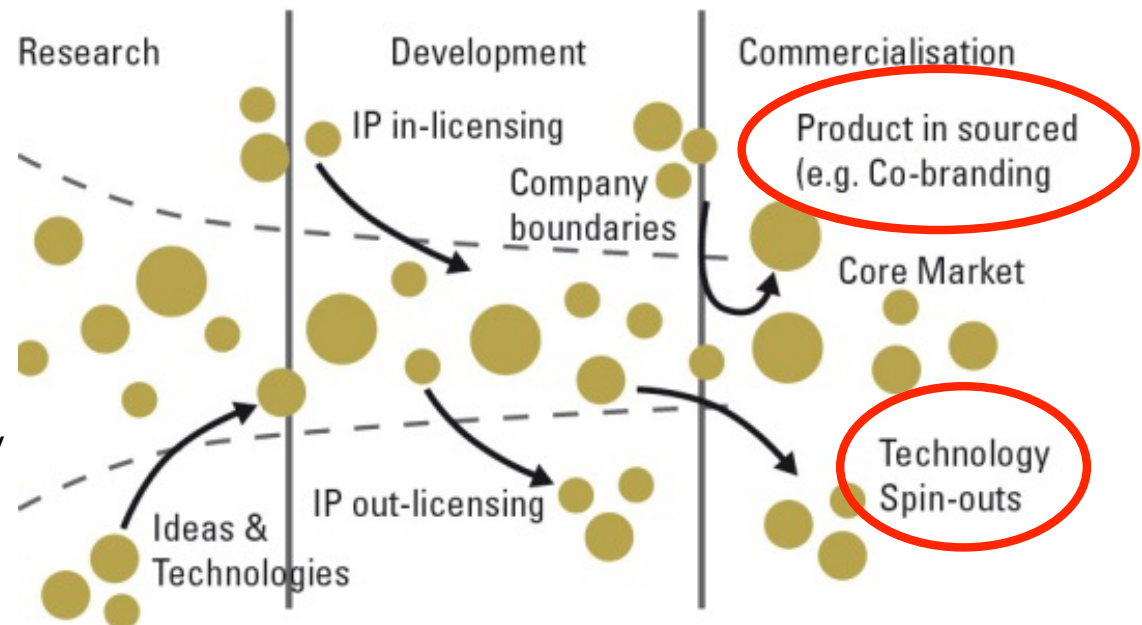 Research
Development
Commercialisation
IP in-licensing
Product in sourced
(e.g. Co-branding
Company
boundaries
Core Market
Technology
Spin-outs
IP out-licensing
Ideas &
Technologies